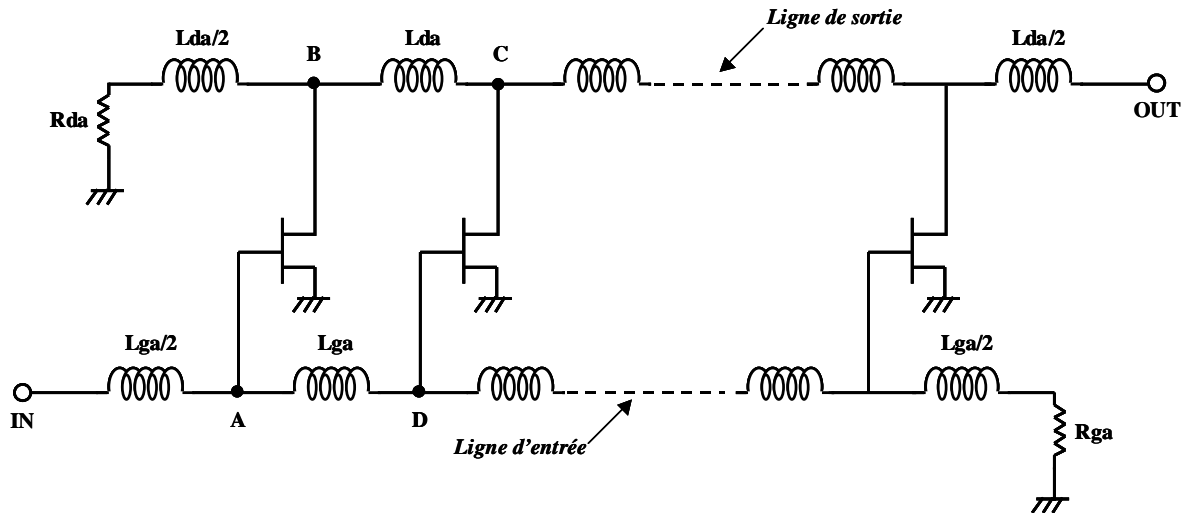 Ligne de sortie
Lda/2
B
Lda
C
Lda/2
Rda
OUT
Lga/2
Lga
Lga/2
IN
A
D
Ligne d'entrée
Rga